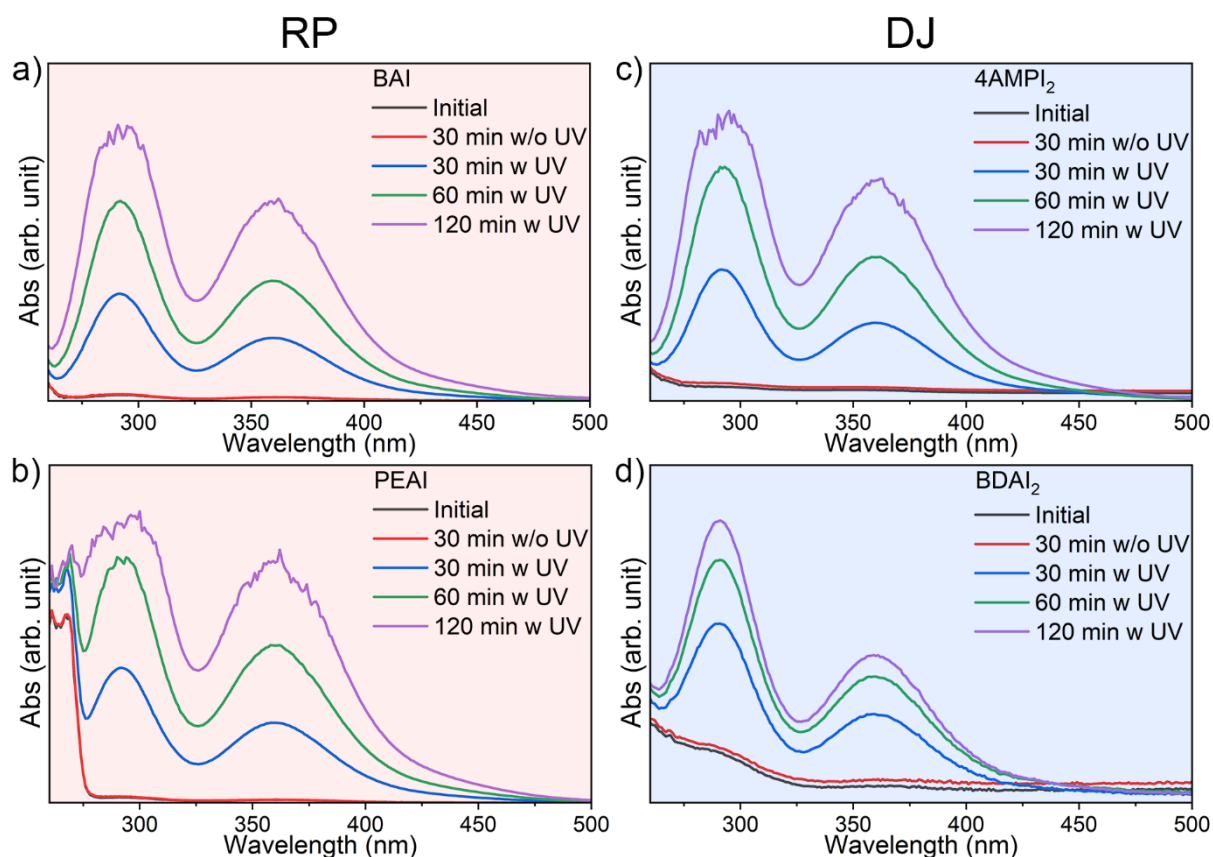 RP
DJ
a)
BAI
Initial
30 min w/o UV
30 min w UV
60 min w UV
120 min w UV
Abs (arb. unit)
300
350
400
450
500
Wavelength (nm)
c)
4AMPI₂
Initial
30 min w/o UV
30 min w UV
60 min w UV
120 min w UV
Abs (arb. unit)
300
350
400
450
500
Wavelength (nm)
b)
PEAI
Initial
30 min w/o UV
30 min w UV
60 min w UV
120 min w UV
Abs (arb. unit)
300
350
400
450
500
Wavelength (nm)
d)
BDAI₂
Initial
30 min w/o UV
30 min w UV
60 min w UV
120 min w UV
Abs (arb. unit)
300
350
400
450
500
Wavelength (nm)